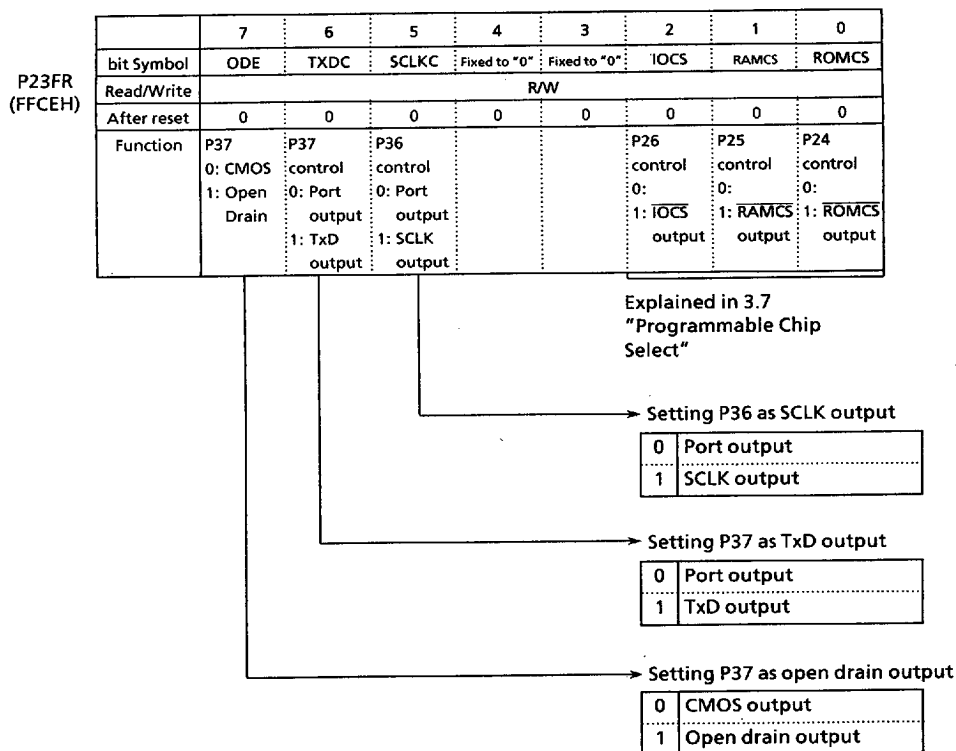 7 6 5 4 3 2 1 0
bit Symbol ODE TXDC SCLKC Fixed to "0" Fixed to "0" IOCS RAMCS ROMCS
P23FR
(FFCEH)
Read/Write R/W
After reset 0 0 0 0 0 0 0 0
Function P37 P37 P36 P26 P25 P24
0: CMOS control control control control control
1: Open 0: Port 0: Port 0: 0: 0:
Drain output output 1: IOCS 1: RAMCS 1: ROMCS
1: TxD 1: SCLK output output output
output output
Explained in 3.7
"Programmable Chip
Select"
Setting P36 as SCLK output
0 Port output
1 SCLK output
Setting P37 as TxD output
0 Port output
1 TxD output
Setting P37 as open drain output
0 CMOS output
1 Open drain output